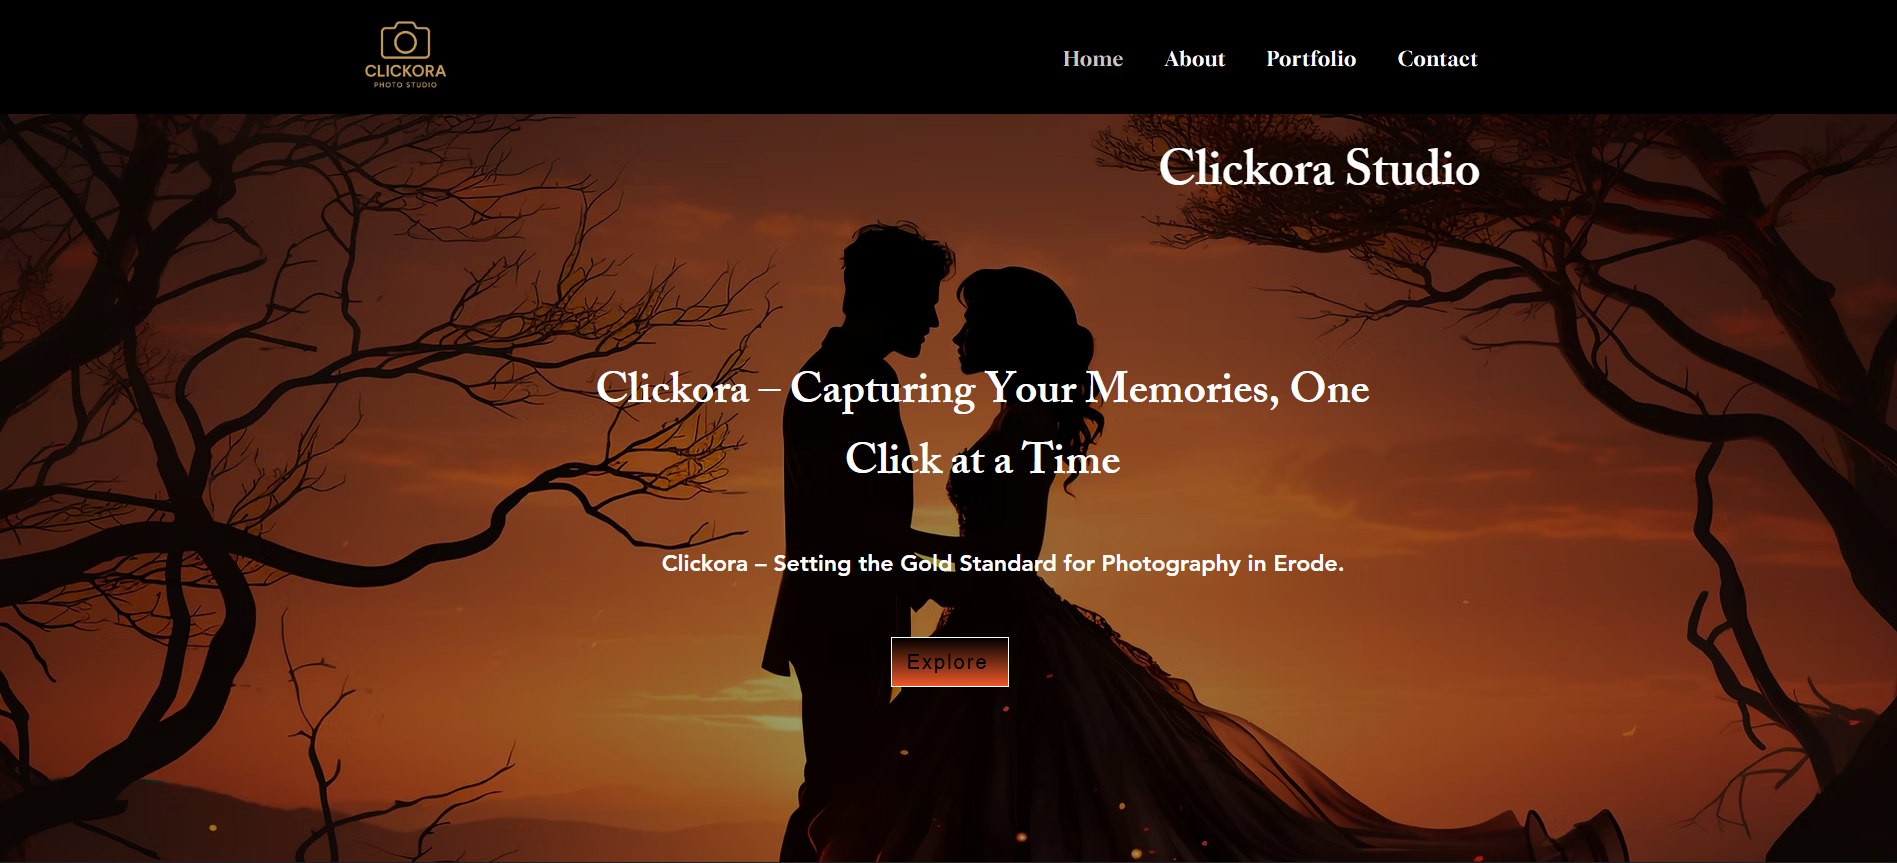 CLICKORA
PHOTO STUDIO
Home About Portfolio Contact
Clickora Studio
Clickora – Capturing Your Memories, One
Click at a Time
Clickora – Setting the Gold Standard for Photography in Erode.
Explore